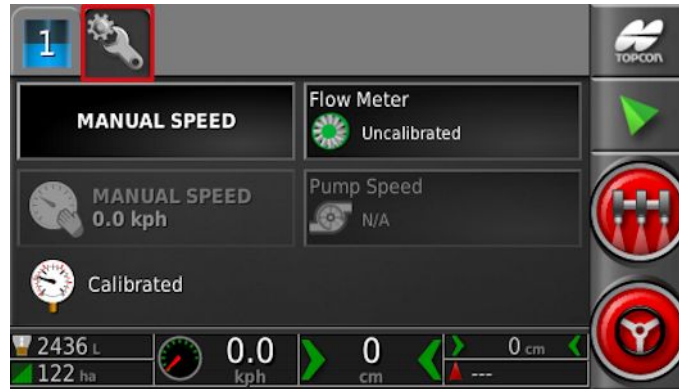 1
TOPCON
MANUAL SPEED
Flow Meter
Uncalibrated
MANUAL SPEED
0.0 kph
Pump Speed
N/A
Calibrated
2436 L
122 ha
0.0
kph
0
cm
0 cm
---